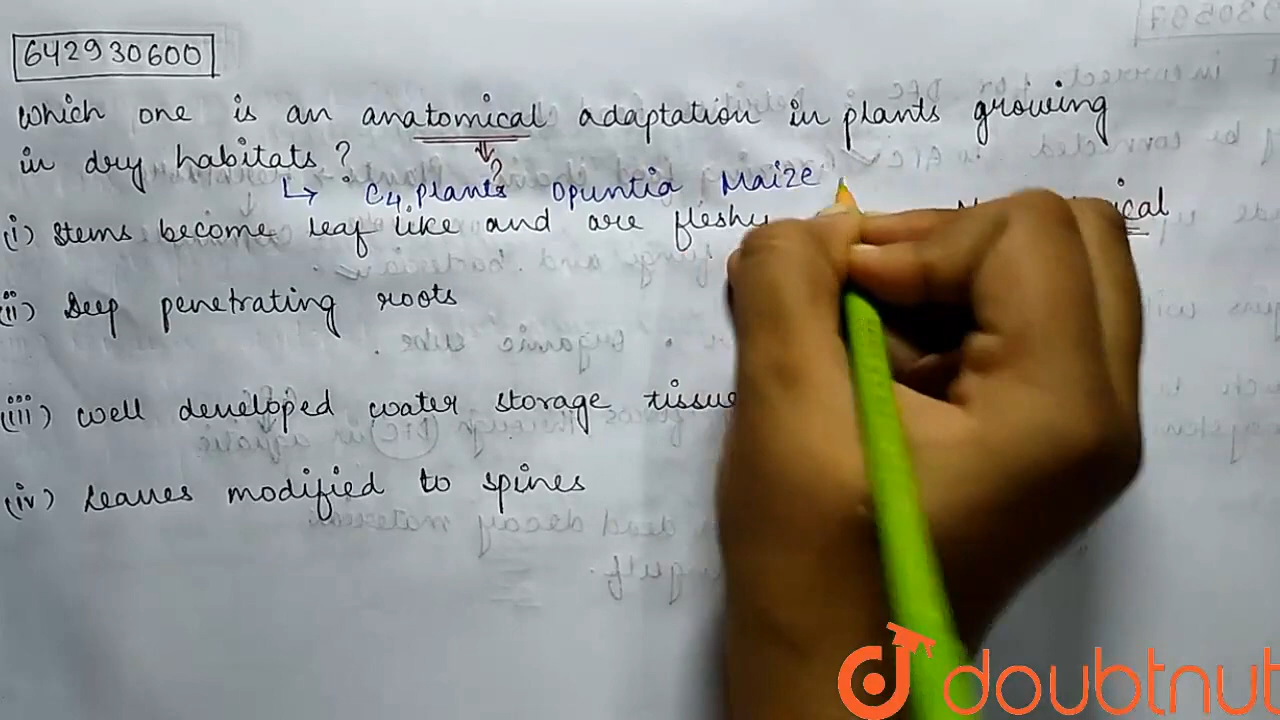 642930600
which one is an anatomical adaptation in plants growing
in dry habitats?
?
↳ C4 plants Opuntia Maize
(i) Stems become leaf like and are fleshy ical
(ii) Deep penetrating roots
(iii) well developed water storage tissue
(iv) Leaves modified to spines
doubtnut